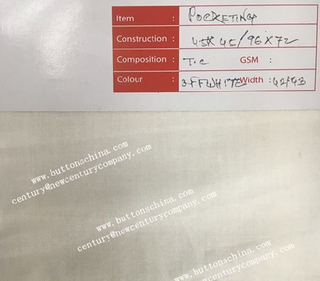 Item : POCKETING
Construction : 45X45/96X72
Composition : T.C GSM :
Colour : OFFWHITE Width : 42/43
www.buttonschina.com
century@newcenturycompany.com
www.buttonschina.com
century@newcenturycompany.com
www.buttonschina.com
century@newcenturycompany.com